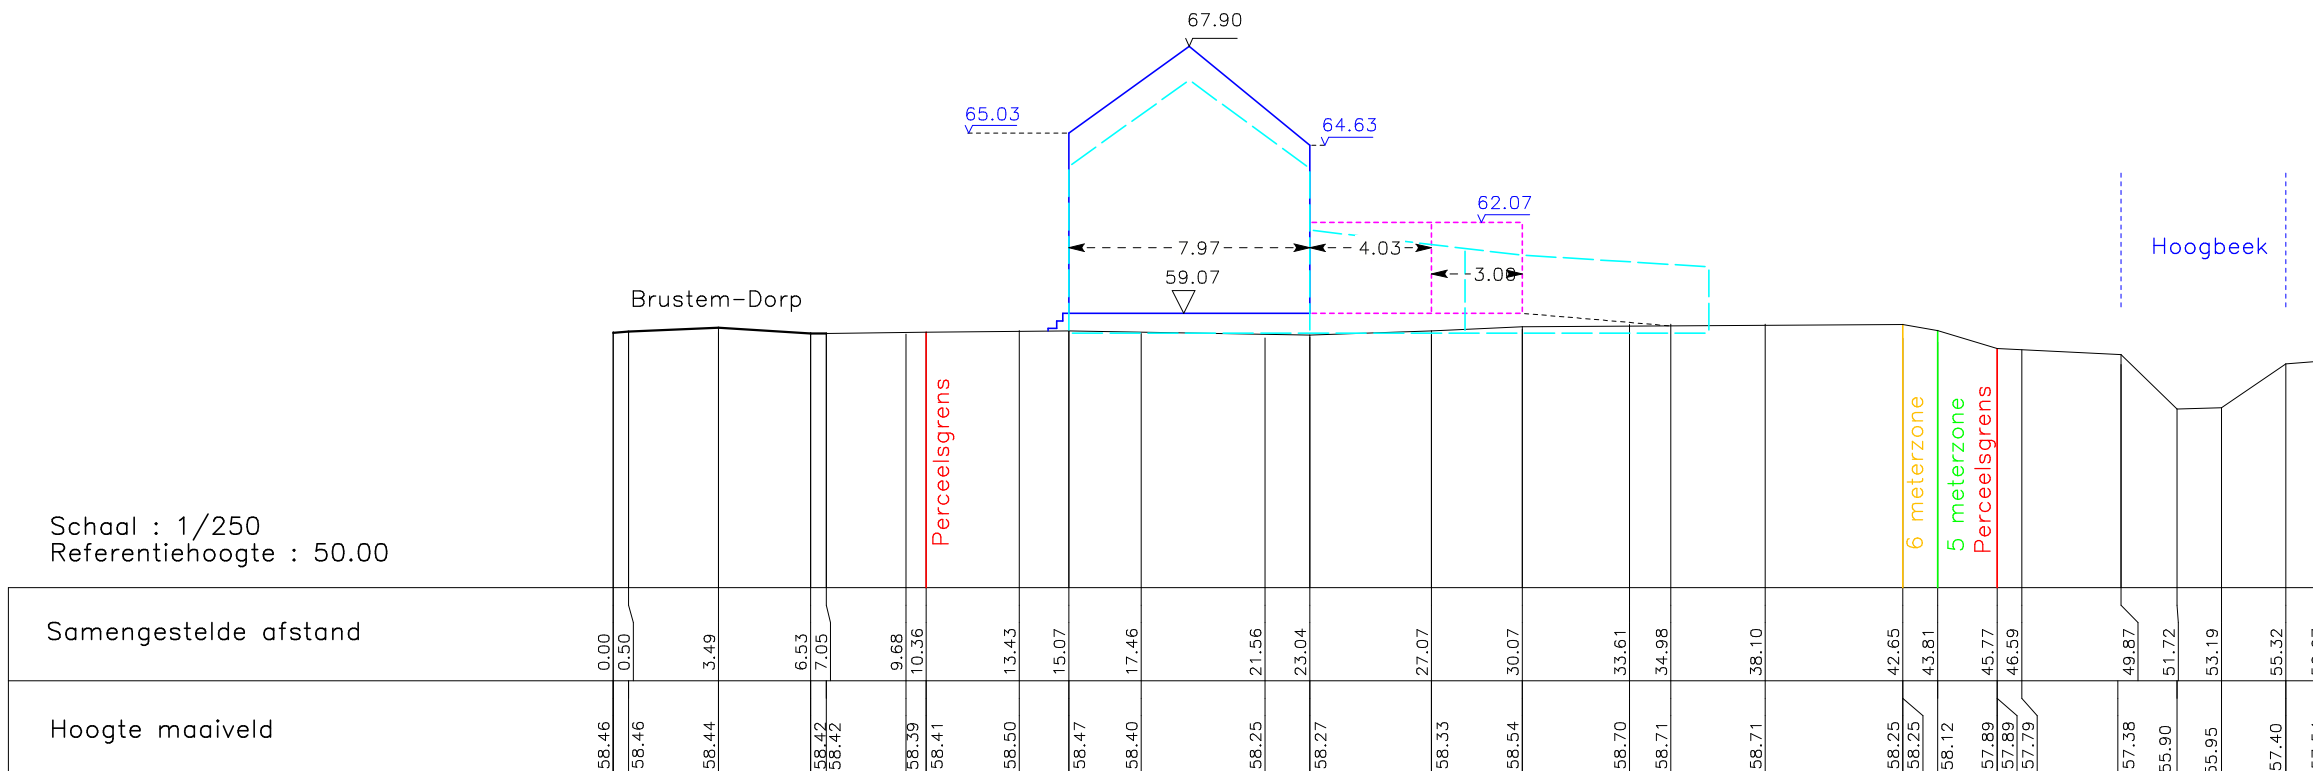 67.90
65.03
64.63
62.07
7.97
4.03
3.00
59.07
Brustem-Dorp
Hoogbeek
Perceelsgrens
6 meterzone
5 meterzone
Perceelsgrens
Schaal : 1/250
Referentiehoogte : 50.00
Samengestelde afstand
0.00 0.50 3.49 6.53 7.05 9.68 10.36 13.43 15.07 17.46 21.56 23.04 27.07 30.07 33.61 34.98 38.10 42.65 43.81 45.77 46.59 49.87 51.72 53.19 55.32
Hoogte maaiveld
58.46 58.46 58.44 58.42 58.42 58.39 58.41 58.50 58.47 58.40 58.25 58.27 58.33 58.54 58.70 58.71 58.71 58.25 58.25 58.12 57.89 57.89 57.79 57.38 55.90 55.95 57.40